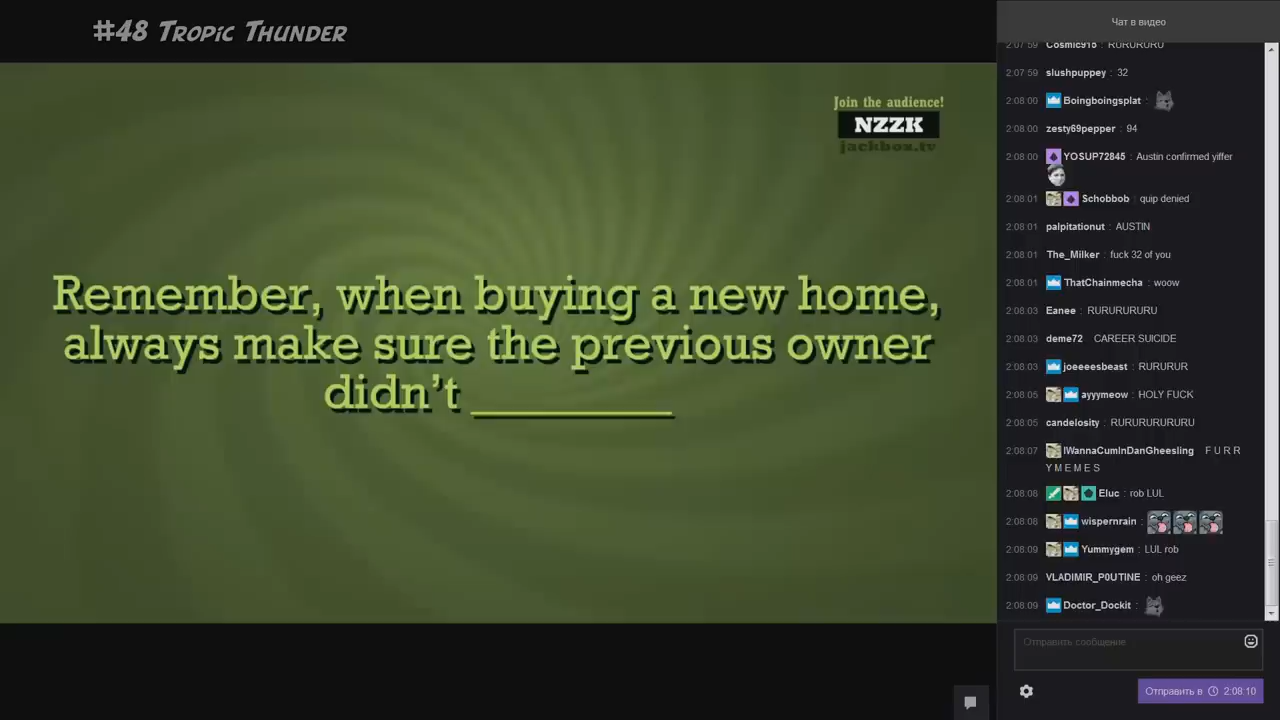 #48 Tropic Thunder
Join the audience!
NZZK
jackbox.tv
Remember, when buying a new home,
always make sure the previous owner
didn't ________
Чат в видео
2:07:59 Cosmic915 : RURURURU
2:07:59 slushpuppey : 32
2:08:00 Boingboingsplat :
2:08:00 zesty69pepper : 94
2:08:00 YOSUP72845 : Austin confirmed yiffer
2:08:01 Schobbob : quip denied
2:08:01 palpitationut : AUSTIN
2:08:01 The_Milker : fuck 32 of you
2:08:01 ThatChainmecha : woow
2:08:03 Eanee : RURURURURU
2:08:03 deme72 CAREER SUICIDE
2:08:03 joeeeesbeast : RURURUR
2:08:05 ayyymeow : HOLY FUCK
2:08:05 candelosity : RURURURURURU
2:08:07 IWannaCumInDanGheesling F U R R
Y M E M E S
2:08:08 Eluc : rob LUL
2:08:08 wispernrain :
2:08:09 Yummygem : LUL rob
2:08:09 VLADIMIR_P0UTINE : oh geez
2:08:09 Doctor_Dockit :
Отправить сообщение
Отправить в 2:08:10